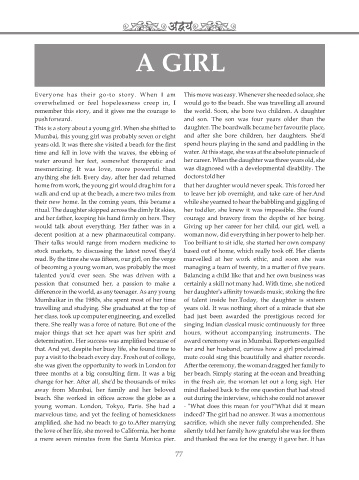 अद्वय
A GIRL
Everyone has their go-to story. When I am
overwhelmed or feel hopelessness creep in, I
remember this story, and it gives me the courage to
push forward.
This is a story about a young girl. When she shifted to
Mumbai, this young girl was probably seven or eight
years old. It was there she visited a beach for the first
time and fell in love with the waves, the ebbing of
water around her feet, somewhat therapeutic and
mesmerizing. It was love, more powerful than
anything she felt. Every day, after her dad returned
home from work, the young girl would drag him for a
walk and end up at the beach, a mere two miles from
their new home. In the coming years, this became a
ritual. The daughter skipped across the dimly lit skies,
and her father, keeping his hand firmly on hers. They
would talk about everything. Her father was in a
decent position at a new pharmaceutical company.
Their talks would range from modern medicine to
stock markets, to discussing the latest novel they'd
read. By the time she was fifteen, our girl, on the verge
of becoming a young woman, was probably the most
talented you'd ever seen. She was driven with a
passion that consumed her, a passion to make a
difference in the world, as any teenager. As any young
Mumbaikar in the 1980s, she spent most of her time
travelling and studying. She graduated at the top of
her class, took up computer engineering, and excelled
there. She really was a force of nature. But one of the
major things that set her apart was her spirit and
determination. Her success was amplified because of
that. And yet, despite her busy life, she found time to
pay a visit to the beach every day. Fresh out of college,
she was given the opportunity to work in London for
three months at a big consulting firm. It was a big
change for her. After all, she'd be thousands of miles
away from Mumbai, her family and her beloved
beach. She worked in offices across the globe as a
young woman. London, Tokyo, Paris. She had a
marvelous time, and yet the feeling of homesickness
amplified, she had no beach to go to.After marrying
the love of her life, she moved to California, her home
a mere seven minutes from the Santa Monica pier.
This move was easy. Whenever she needed solace, she
would go to the beach. She was travelling all around
the world. Soon, she bore two children. A daughter
and son. The son was four years older than the
daughter. The boardwalk became her favourite place,
and after she bore children, her daughters. She'd
spend hours playing in the sand and paddling in the
water. At this stage, she was at the absolute pinnacle of
her career. When the daughter was three years old, she
was diagnosed with a developmental disability. The
doctors told her
that her daughter would never speak. This forced her
to leave her job overnight, and take care of her.And
while she yearned to hear the babbling and giggling of
her toddler, she knew it was impossible. She found
courage and bravery from the depths of her being.
Giving up her career for her child, our girl, well, a
woman now, did everything in her power to help her.
Too brilliant to sit idle, she started her own company
based out of home, which really took off. Her clients
marvelled at her work ethic, and soon she was
managing a team of twenty, in a matter of five years.
Balancing a child like that and her own business was
certainly a skill not many had. With time, she noticed
her daughter's affinity towards music, stoking the fire
of talent inside her.Today, the daughter is sixteen
years old. It was nothing short of a miracle that she
had just been awarded the prestigious record for
singing Indian classical music continuously for three
hours, without accompanying instruments. The
award ceremony was in Mumbai. Reporters engulfed
her and her husband, curious how a girl proclaimed
mute could sing this beautifully and shatter records.
After the ceremony, the woman dragged her family to
her beach. Simply staring at the ocean and breathing
in the fresh air, the woman let out a long sigh. Her
mind flashed back to the one question that had stood
out during the interview, which she could not answer
- "What does this mean for you?"What did it mean
indeed? The girl had no answer. It was a momentous
sacrifice, which she never fully comprehended. She
silently told her family how grateful she was for them
and thanked the sea for the energy it gave her. It has
77